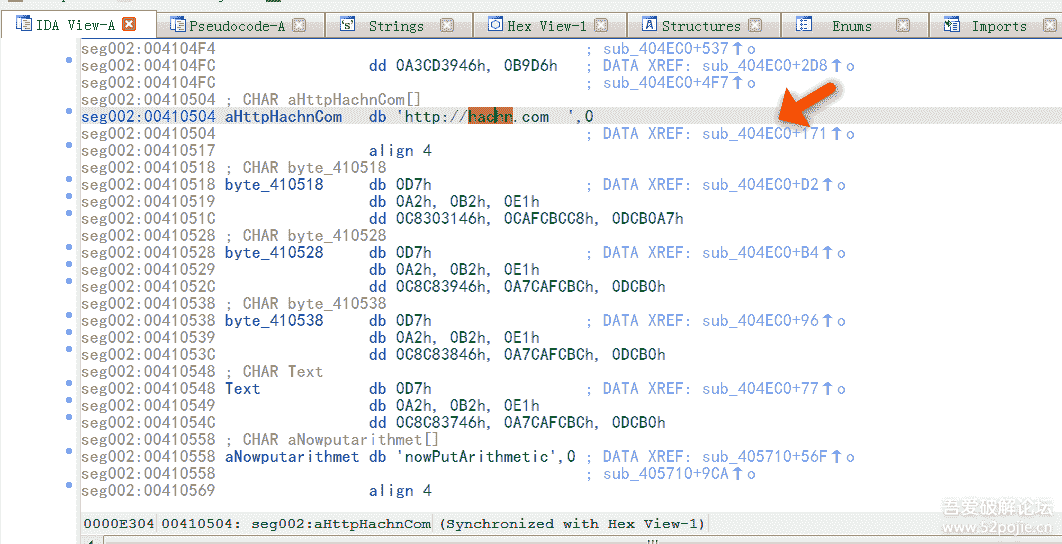 IDA View-A Pseudocode-A Strings Hex View-1 Structures Enums Imports
seg002:004104F4 ; sub_404EC0+537↑o
seg002:004104FC dd 0A3CD3946h, 0B9D6h ; DATA XREF: sub_404EC0+2D8↑o
seg002:004104FC ; sub_404EC0+4F7↑o
seg002:00410504 ; CHAR aHttpHachnCom[]
seg002:00410504 aHttpHachnCom db 'http://hachn.com  ',0
seg002:00410504 ; DATA XREF: sub_404EC0+171↑o
seg002:00410517 align 4
seg002:00410518 ; CHAR byte_410518
seg002:00410518 byte_410518 db 0D7h ; DATA XREF: sub_404EC0+D2↑o
seg002:00410519 db 0A2h, 0B2h, 0E1h
seg002:0041051C dd 0C8303146h, 0CAFCBCC8h, 0DCB0A7h
seg002:00410528 ; CHAR byte_410528
seg002:00410528 byte_410528 db 0D7h ; DATA XREF: sub_404EC0+B4↑o
seg002:00410529 db 0A2h, 0B2h, 0E1h
seg002:0041052C dd 0C8C83946h, 0A7CAFCBCh, 0DCB0h
seg002:00410538 ; CHAR byte_410538
seg002:00410538 byte_410538 db 0D7h ; DATA XREF: sub_404EC0+96↑o
seg002:00410539 db 0A2h, 0B2h, 0E1h
seg002:0041053C dd 0C8C83846h, 0A7CAFCBCh, 0DCB0h
seg002:00410548 ; CHAR Text
seg002:00410548 Text db 0D7h ; DATA XREF: sub_404EC0+77↑o
seg002:00410549 db 0A2h, 0B2h, 0E1h
seg002:0041054C dd 0C8C83746h, 0A7CAFCBCh, 0DCB0h
seg002:00410558 ; CHAR aNowputarithmet[]
seg002:00410558 aNowputarithmet db 'nowPutArithmetic',0 ; DATA XREF: sub_405710+56F↑o
seg002:00410558 ; sub_405710+9CA↑o
seg002:00410569 align 4
0000E304 00410504: seg002:aHttpHachnCom (Synchronized with Hex View-1)
吾爱破解论坛
www.52pojie.cn